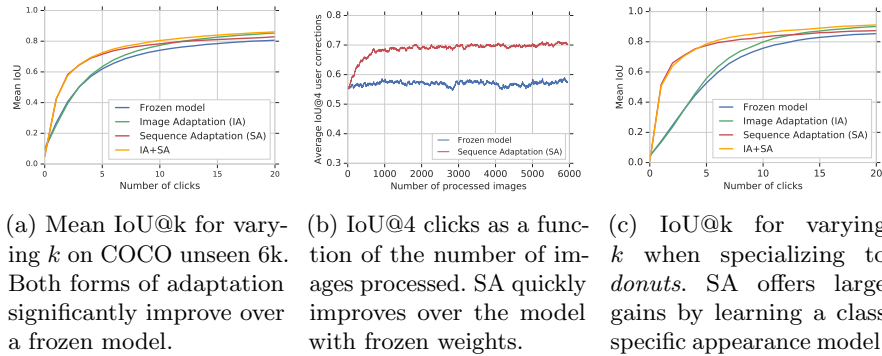 1.0
0.8
0.6
0.4
0.2
0.0
Mean IoU
0
5
10
15
20
Number of clicks
Frozen model
Image Adaptation (IA)
Sequence Adaptation (SA)
IA+SA
0.8
0.7
0.6
0.5
0.4
0.3
Average IoU@4 user corrections
0
1000
2000
3000
4000
5000
6000
Number of processed images
Frozen model
Sequence Adaptation (SA)
1.0
0.8
0.6
0.4
0.2
0.0
Mean IoU
0
5
10
15
20
Number of clicks
Frozen model
Image Adaptation (IA)
Sequence Adaptation (SA)
IA+SA
(a) Mean IoU@k for vary-
ing k on COCO unseen 6k.
Both forms of adaptation
significantly improve over
a frozen model.
(b) IoU@4 clicks as a func-
tion of the number of im-
ages processed. SA quickly
improves over the model
with frozen weights.
(c) IoU@k for varying
k when specializing to
donuts. SA offers large
gains by learning a class
specific appearance model